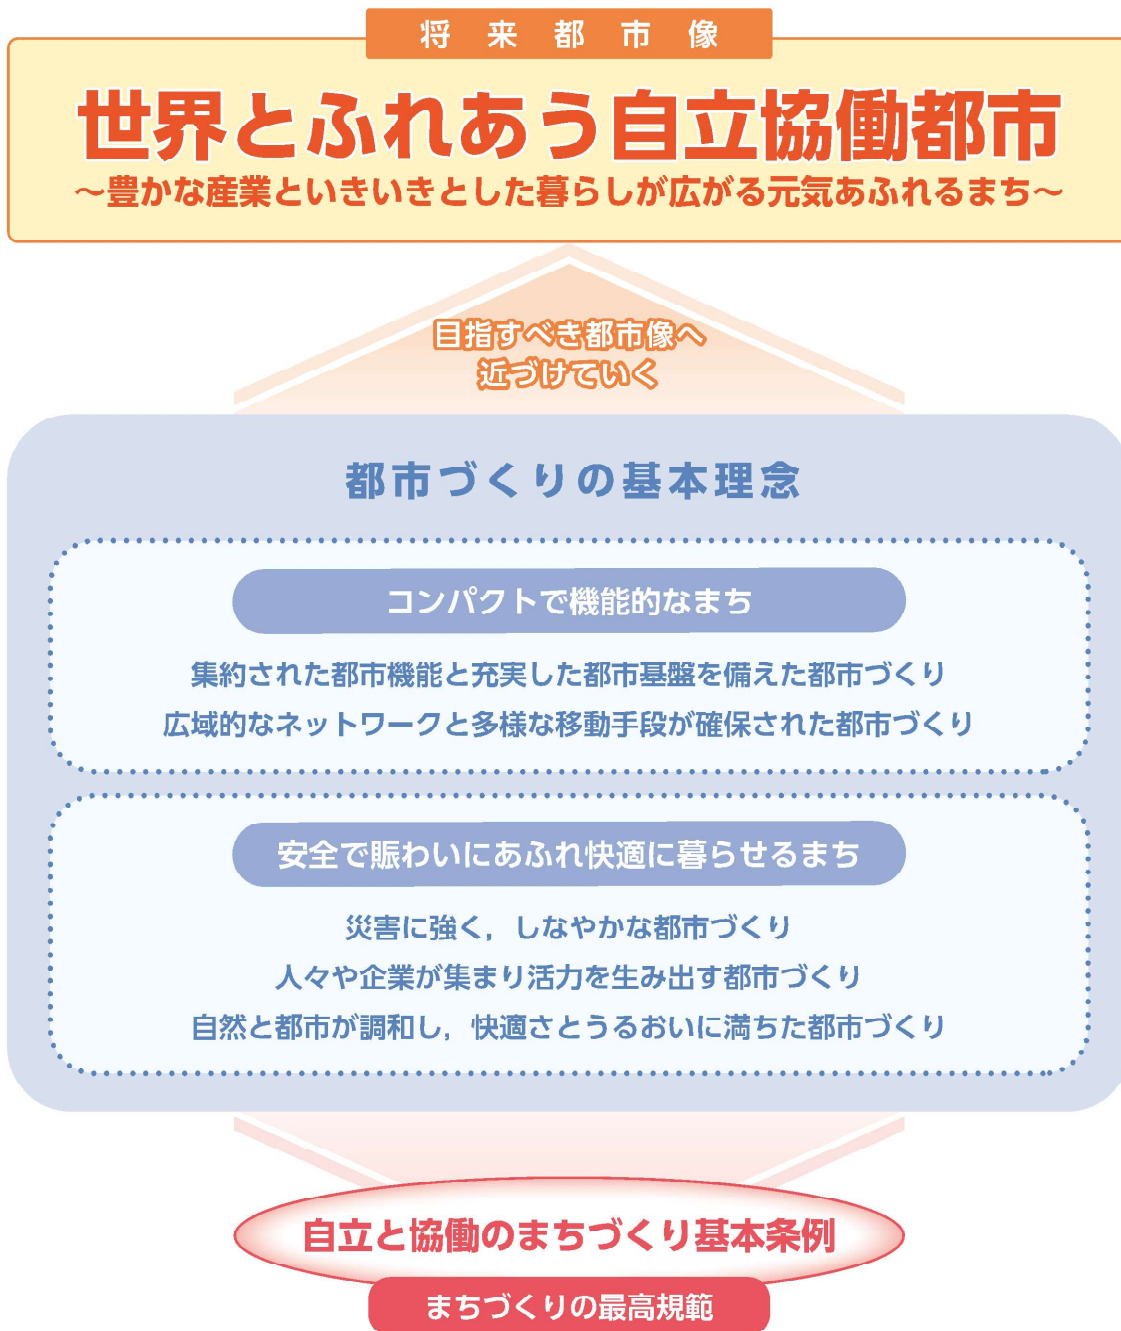 将来都市像
世界とふれあう自立協働都市
～豊かな産業といきいきとした暮らしが広がる元気あふれるまち～
目指すべき都市像へ
近づけていく
都市づくりの基本理念
コンパクトで機能的なまち
集約された都市機能と充実した都市基盤を備えた都市づくり
広域的なネットワークと多様な移動手段が確保された都市づくり
安全で賑わいにあふれ快適に暮らせるまち
災害に強く，しなやかな都市づくり
人々や企業が集まり活力を生み出す都市づくり
自然と都市が調和し，快適さとうるおいに満ちた都市づくり
自立と協働のまちづくり基本条例
まちづくりの最高規範